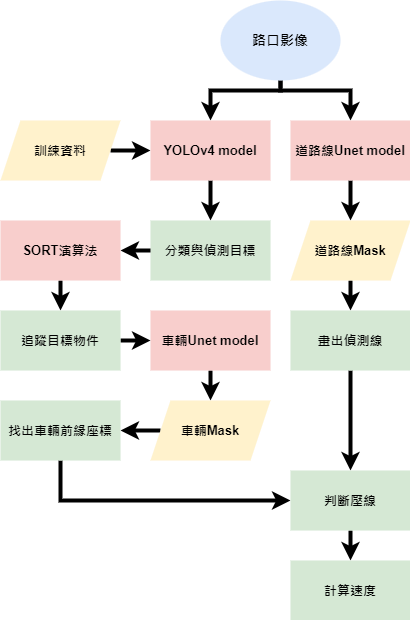 路口影像
訓練資料
YOLOv4 model
道路線Unet model
SORT演算法
分類與偵測目標
道路線Mask
追蹤目標物件
車輛Unet model
畫出偵測線
找出車輛前緣座標
車輛Mask
判斷壓線
計算速度